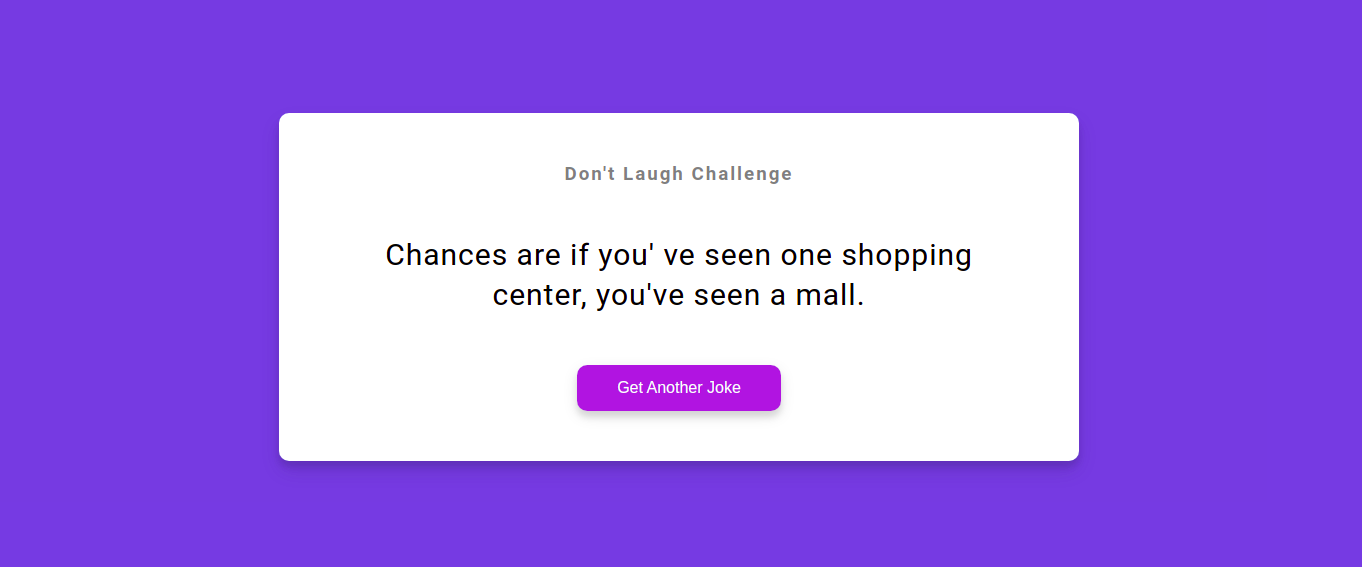 Don't Laugh Challenge
Chances are if you' ve seen one shopping
center, you've seen a mall.
Get Another Joke